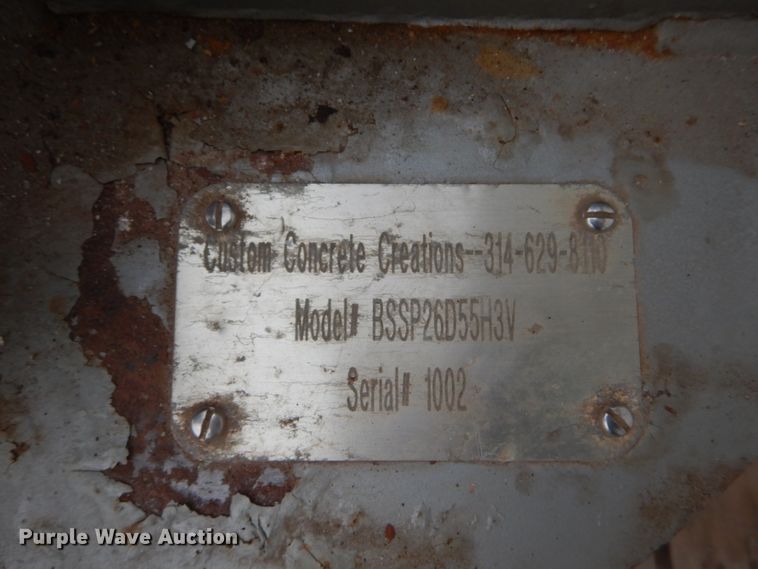 Custom Concrete Creations--314-629-8110
Model# BSSP26D55H3V
Serial# 1002
Purple Wave Auction®